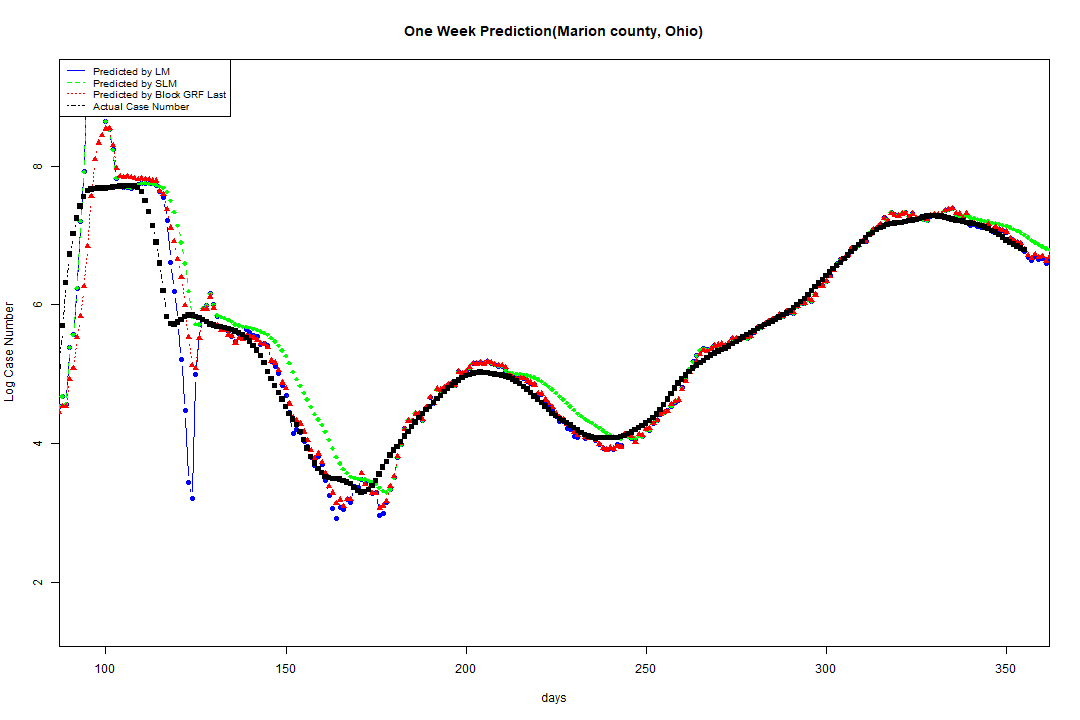 One Week Prediction(Marion county, Ohio)
Predicted by LM
Predicted by SLM
Predicted by Block GRF Last
Actual Case Number
8
6
4
2
Log Case Number
100 150 200 250 300 350
days